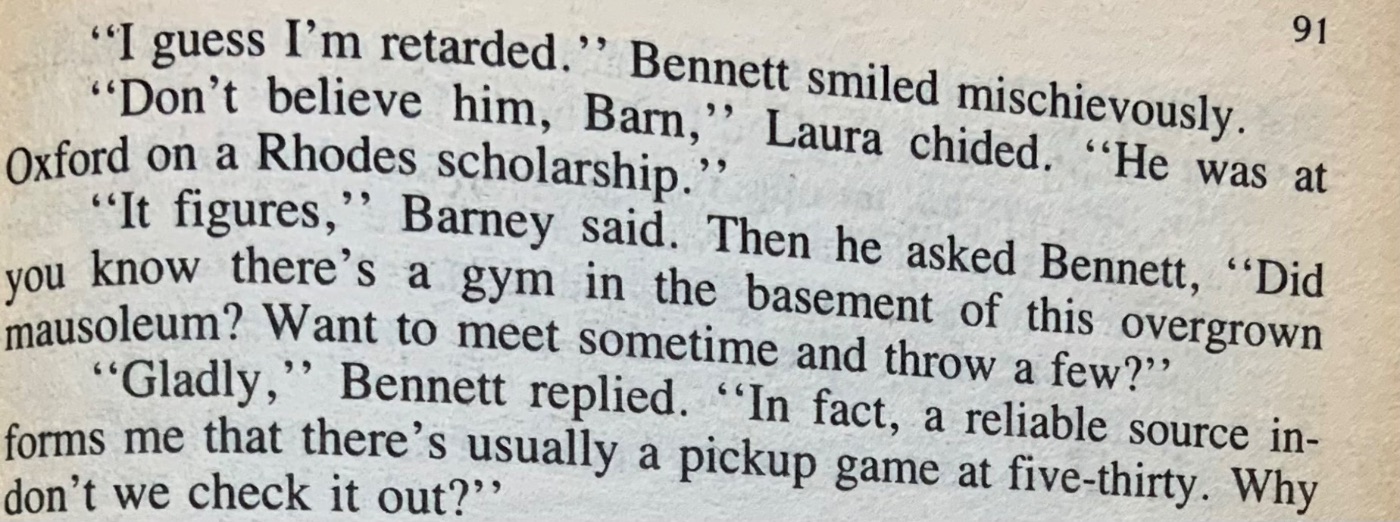 91
“I guess I’m retarded.” Bennett smiled mischievously.
“Don’t believe him, Barn,” Laura chided. “He was at
Oxford on a Rhodes scholarship.”
“It figures,” Barney said. Then he asked Bennett, “Did
you know there’s a gym in the basement of this overgrown
mausoleum? Want to meet sometime and throw a few?”
“Gladly,” Bennett replied. “In fact, a reliable source in-
forms me that there’s usually a pickup game at five-thirty. Why
don’t we check it out?”